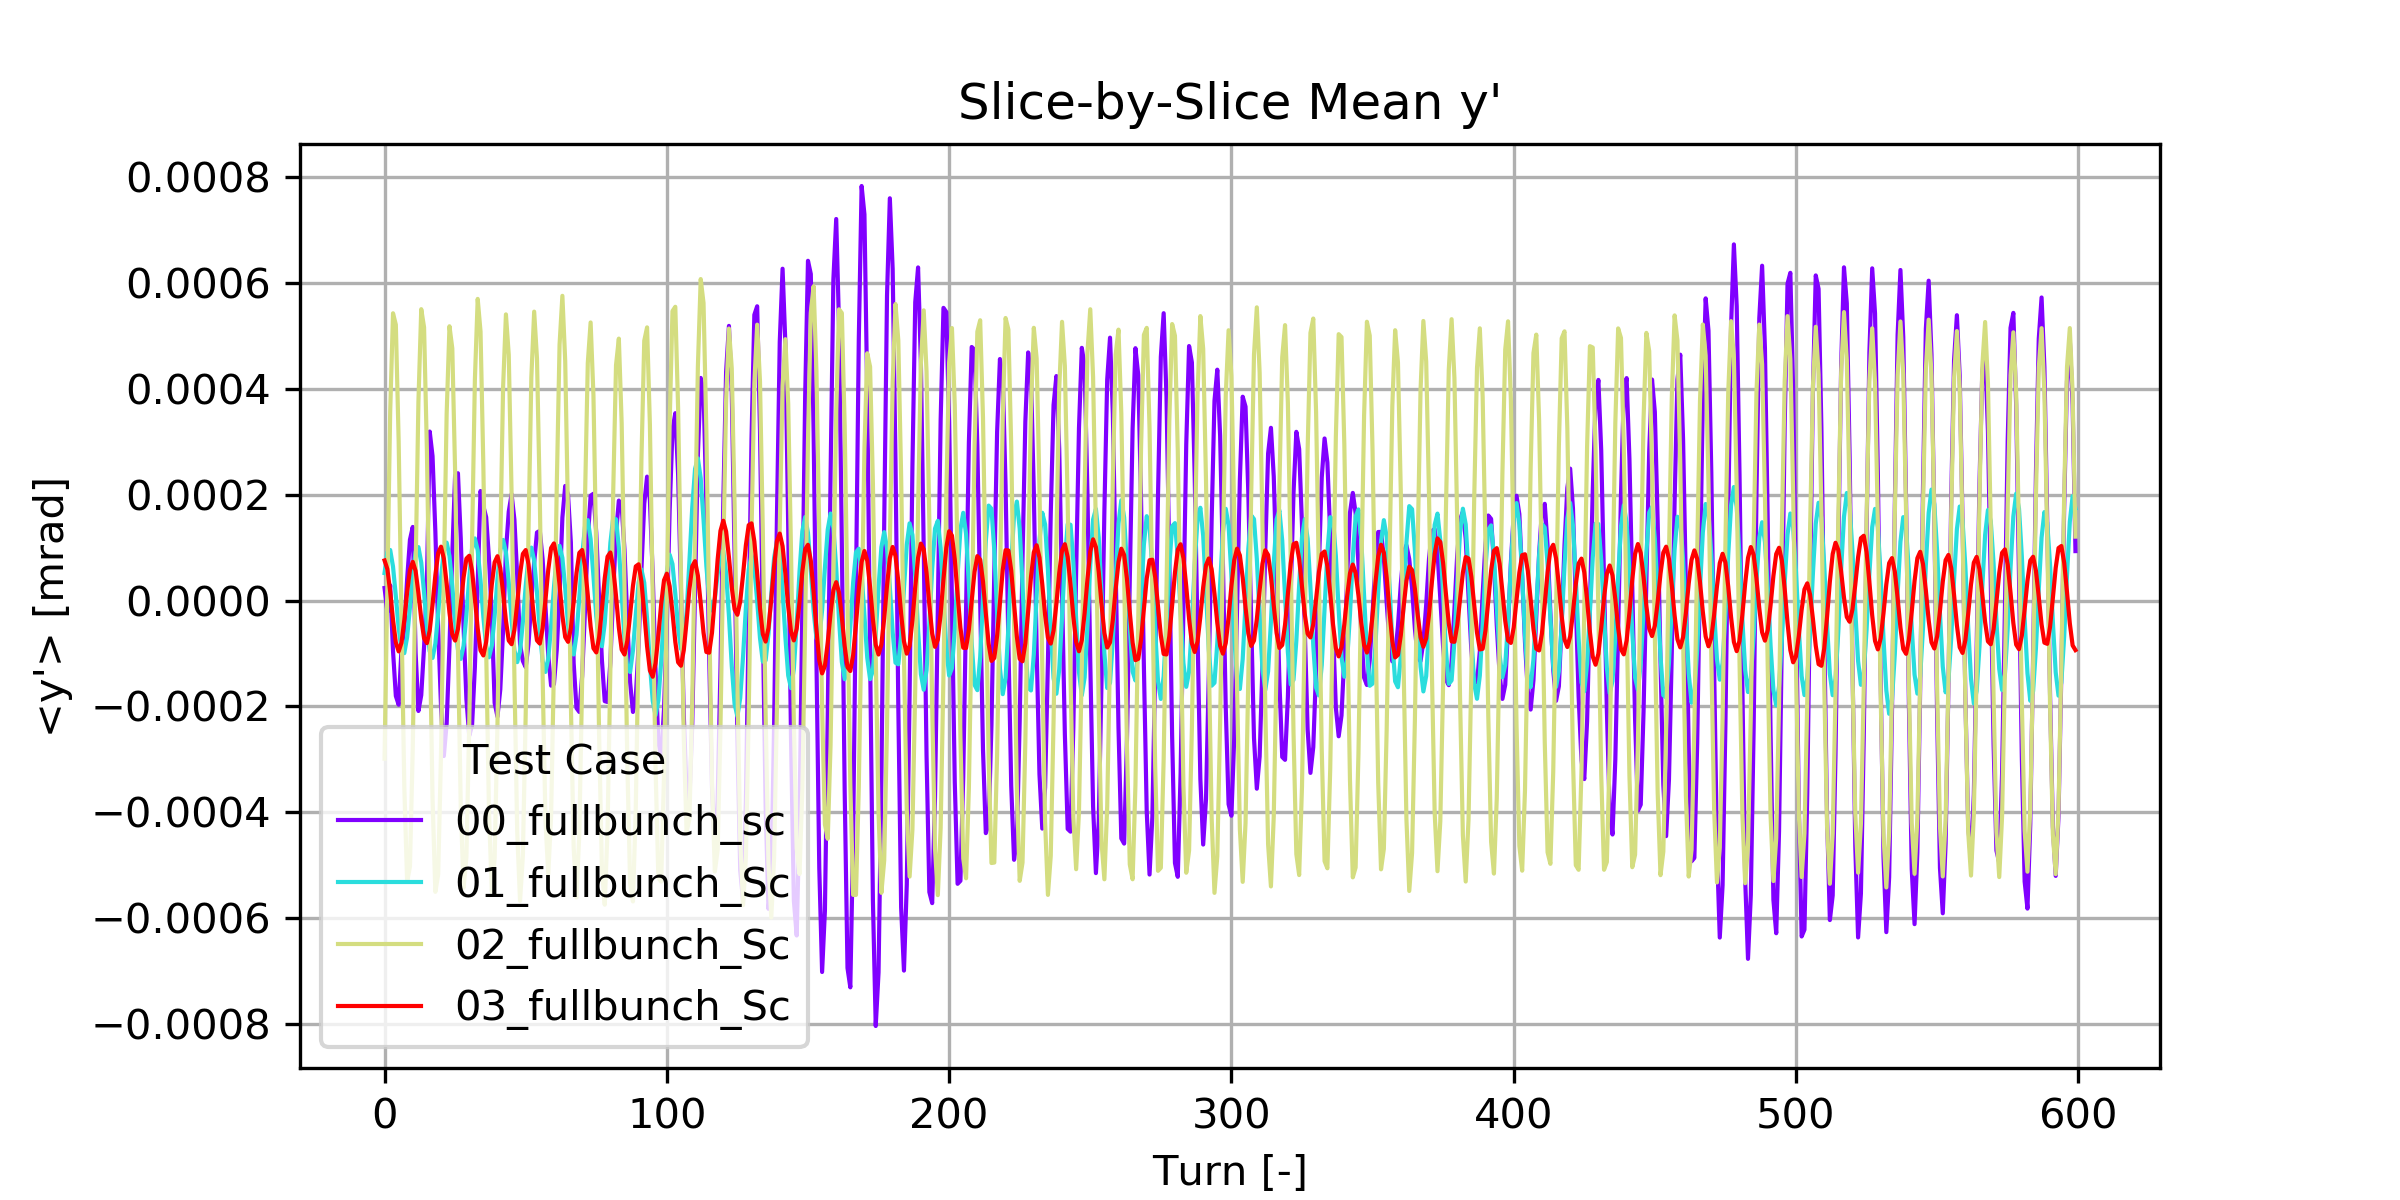 Slice-by-Slice Mean y'
<y'> [mrad]
0.0008
0.0006
0.0004
0.0002
0.0000
−0.0002
−0.0004
−0.0006
−0.0008
Test Case
00_fullbunch_sc
01_fullbunch_Sc
02_fullbunch_Sc
03_fullbunch_Sc
0 100 200 300 400 500 600
Turn [-]